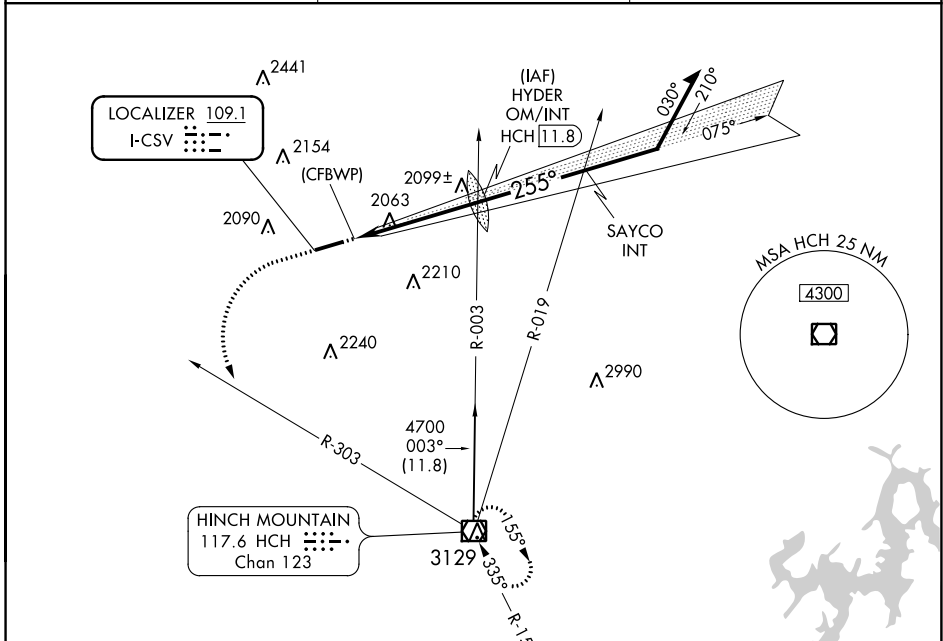 2441
LOCALIZER 109.1
I-CSV
2154
(CFBWP)
2090
2063
2099±
(IAF)
HYDER
OM/INT
HCH 11.8
030°
210°
075°
255°
SAYCO
INT
MSA HCH 25 NM
4300
2210
2240
2990
R-003
R-019
R-303
4700
003°
(11.8)
HINCH MOUNTAIN
117.6 HCH
Chan 123
3129
155°
335°